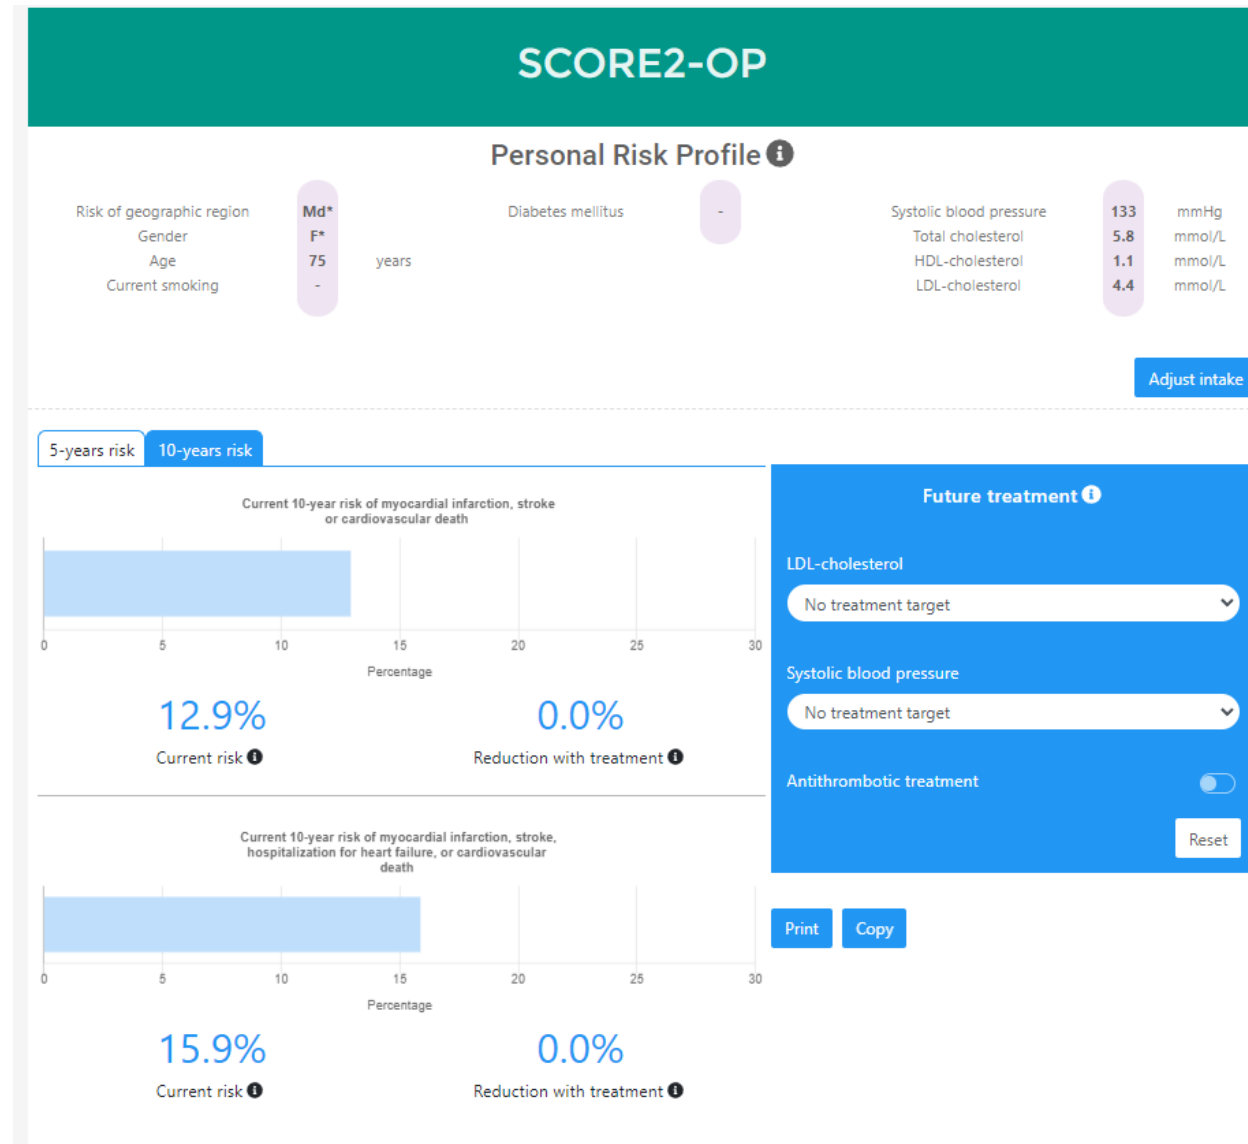 SCORE2-OP
Personal Risk Profile
Risk of geographic region Md*
Gender F*
Age 75 years
Current smoking -
Diabetes mellitus -
Systolic blood pressure 133 mmHg
Total cholesterol 5.8 mmol/L
HDL-cholesterol 1.1 mmol/L
LDL-cholesterol 4.4 mmol/L
Adjust intake
5-years risk 10-years risk
Current 10-year risk of myocardial infarction, stroke
or cardiovascular death
0 5 10 15 20 25 30
Percentage
12.9% 0.0%
Current risk Reduction with treatment
Current 10-year risk of myocardial infarction, stroke,
hospitalization for heart failure, or cardiovascular
death
0 5 10 15 20 25 30
Percentage
15.9% 0.0%
Current risk Reduction with treatment
Future treatment
LDL-cholesterol
No treatment target
Systolic blood pressure
No treatment target
Antithrombotic treatment
Reset
Print Copy